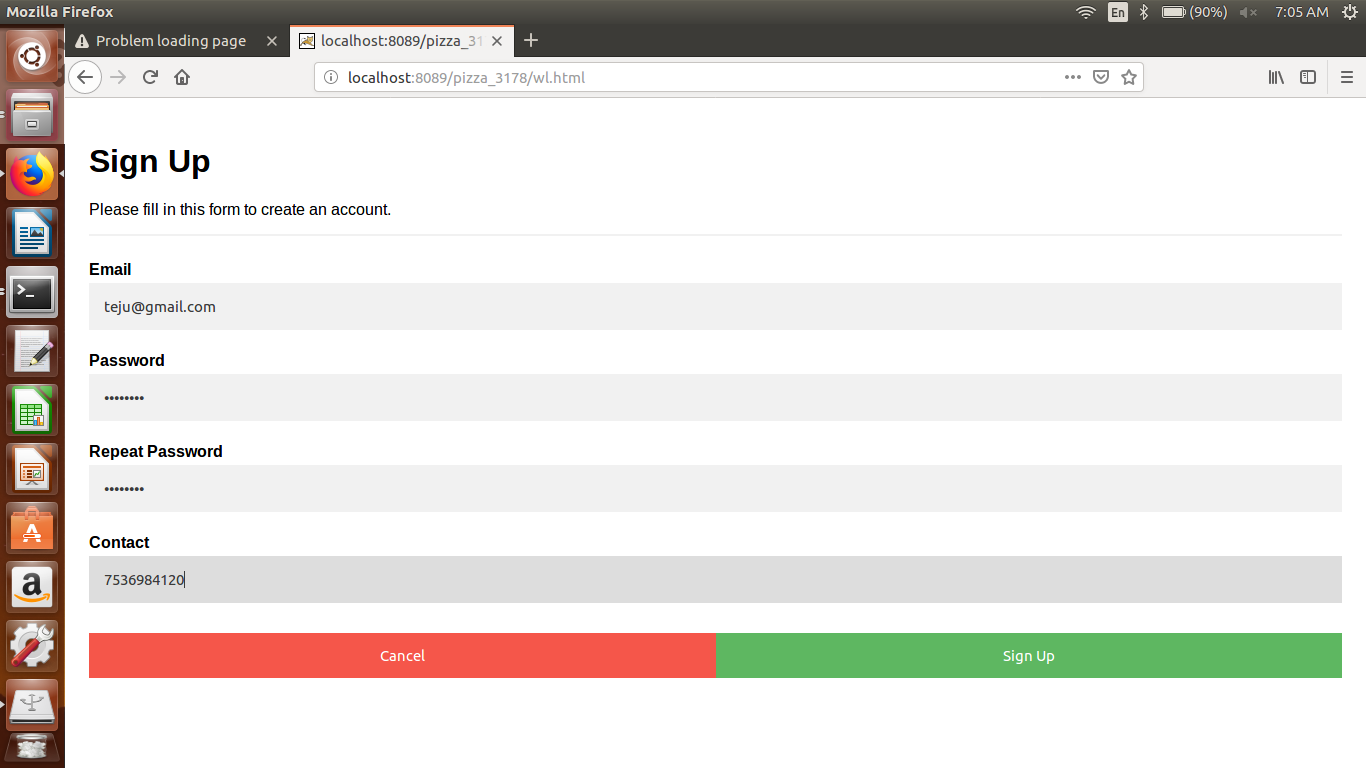 Mozilla Firefox
En
(90%)
7:05 AM
Problem loading page
localhost:8089/pizza_31
localhost:8089/pizza_3178/wl.html
Sign Up
Please fill in this form to create an account.
Email
teju@gmail.com
Password
••••••••
Repeat Password
••••••••
Contact
7536984120
Cancel
Sign Up